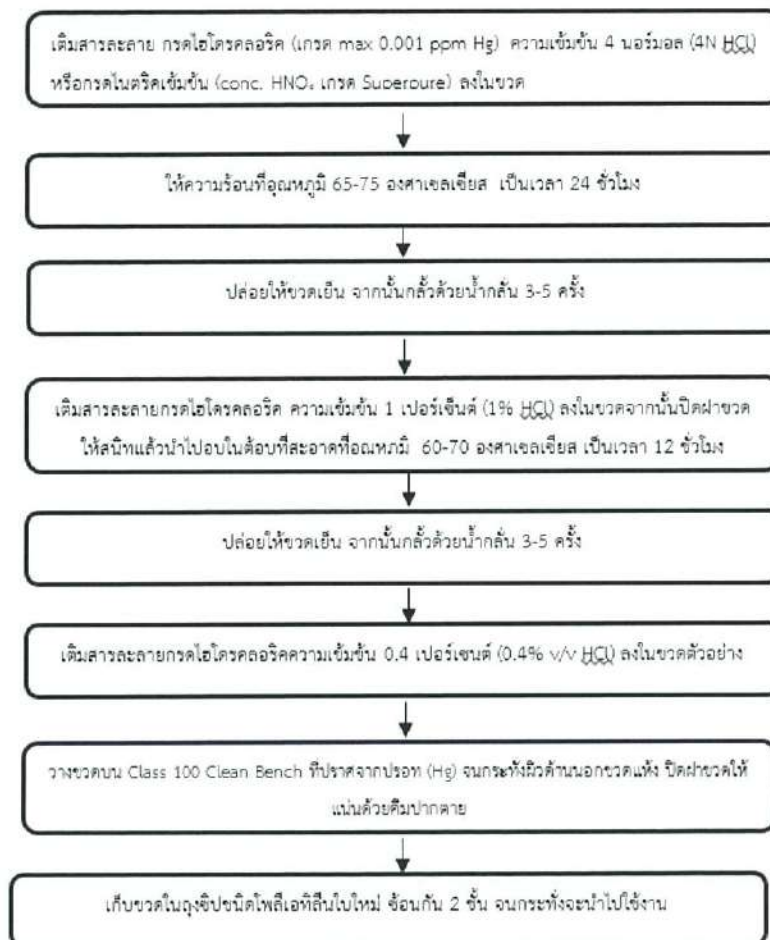 เติมสารละลาย กรดไฮโดรคลอริค (เกรด max 0.001 ppm Hg) ความเข้มข้น 4 นอร์มอล (4N HCl)
หรือกรดไนตริคเข้มข้น (conc. HNO₃ เกรด Superpure) ลงในขวด
ให้ความร้อนที่อุณหภูมิ 65-75 องศาเซลเซียส เป็นเวลา 24 ชั่วโมง
ปล่อยให้ขวดเย็น จากนั้นกลั้วด้วยน้ำกลั่น 3-5 ครั้ง
เติมสารละลายกรดไฮโดรคลอริค ความเข้มข้น 1 เปอร์เซ็นต์ (1% HCl) ลงในขวดจากนั้นปิดฝาขวด
ให้สนิทแล้วนำไปอบในตู้อบที่สะอาดที่อุณหภูมิ 60-70 องศาเซลเซียส เป็นเวลา 12 ชั่วโมง
ปล่อยให้ขวดเย็น จากนั้นกลั้วด้วยน้ำกลั่น 3-5 ครั้ง
เติมสารละลายกรดไฮโดรคลอริคความเข้มข้น 0.4 เปอร์เซนต์ (0.4% v/v HCl) ลงในขวดตัวอย่าง
วางขวดบน Class 100 Clean Bench ที่ปราศจากปรอท (Hg) จนกระทั่งผิวด้านนอกขวดแห้ง ปิดฝาขวดให้
แน่นด้วยคีมปากตาย
เก็บขวดในถุงซิปชนิดโพลีเอทิลีนใบใหม่ ซ้อนกัน 2 ชั้น จนกระทั่งจะนำไปใช้งาน